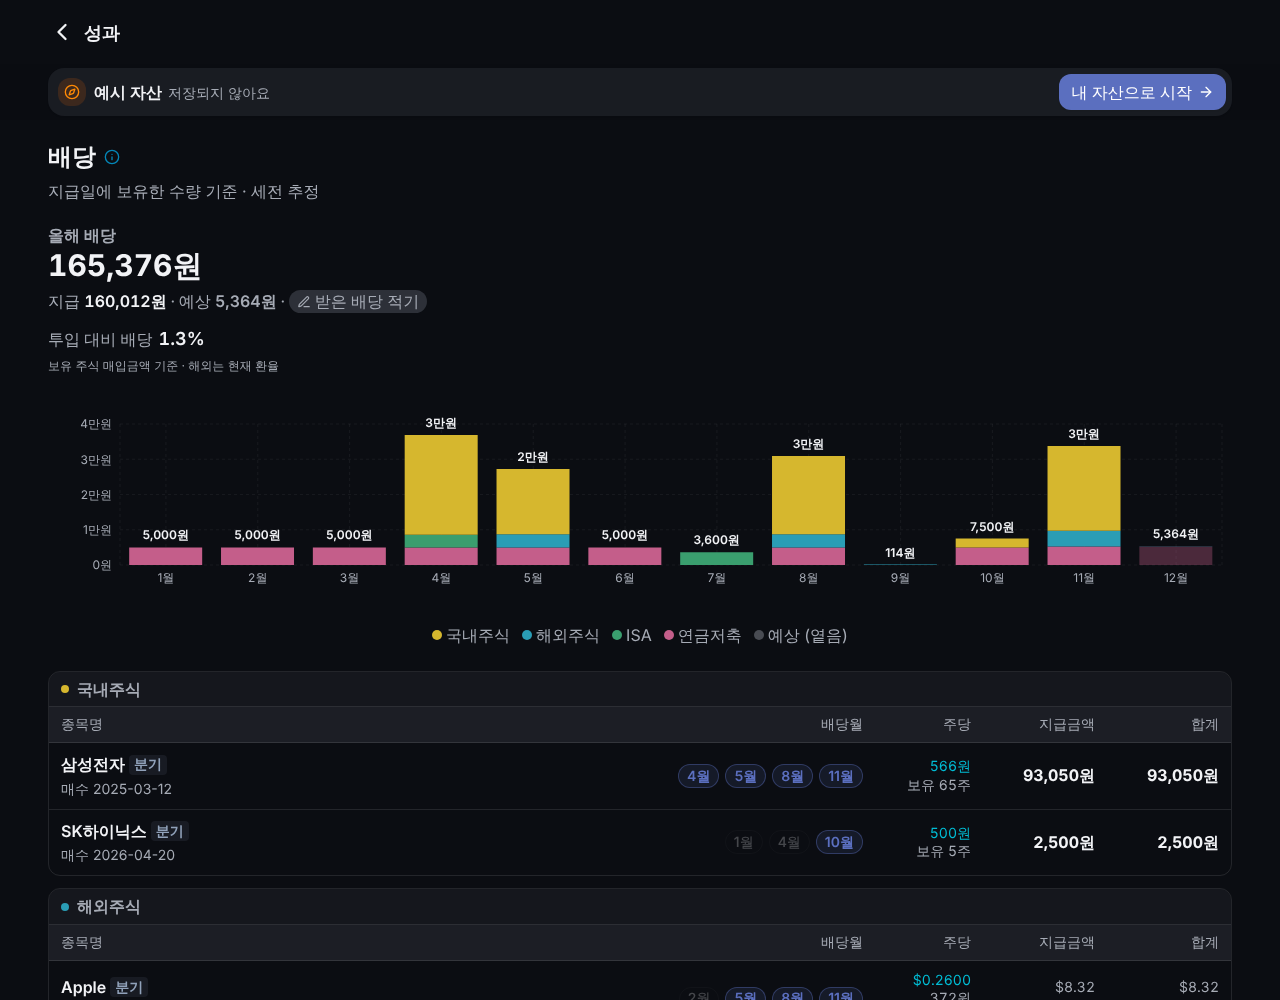 성과
예시 자산 저장되지 않아요
내 자산으로 시작
배당
지급일에 보유한 수량 기준 · 세전 추정
올해 배당
165,376원
지급 160,012원 · 예상 5,364원 · 받은 배당 적기
투입 대비 배당 1.3%
보유 주식 매입금액 기준 · 해외는 현재 환율
4만원
3만원
2만원
1만원
0원
5,000원
5,000원
5,000원
3만원
2만원
5,000원
3,600원
3만원
114원
7,500원
3만원
5,364원
1월 2월 3월 4월 5월 6월 7월 8월 9월 10월 11월 12월
국내주식 해외주식 ISA 연금저축 예상 (옅음)
국내주식
종목명 배당월 주당 지급금액 합계
삼성전자 분기 4월 5월 8월 11월 566원 93,050원 93,050원
매수 2025-03-12 보유 65주
SK하이닉스 분기 1월 4월 10월 500원 2,500원 2,500원
매수 2026-04-20 보유 5주
해외주식
종목명 배당월 주당 지급금액 합계
Apple 분기 2월 5월 8월 11월 $0.2600 $8.32 $8.32
372원